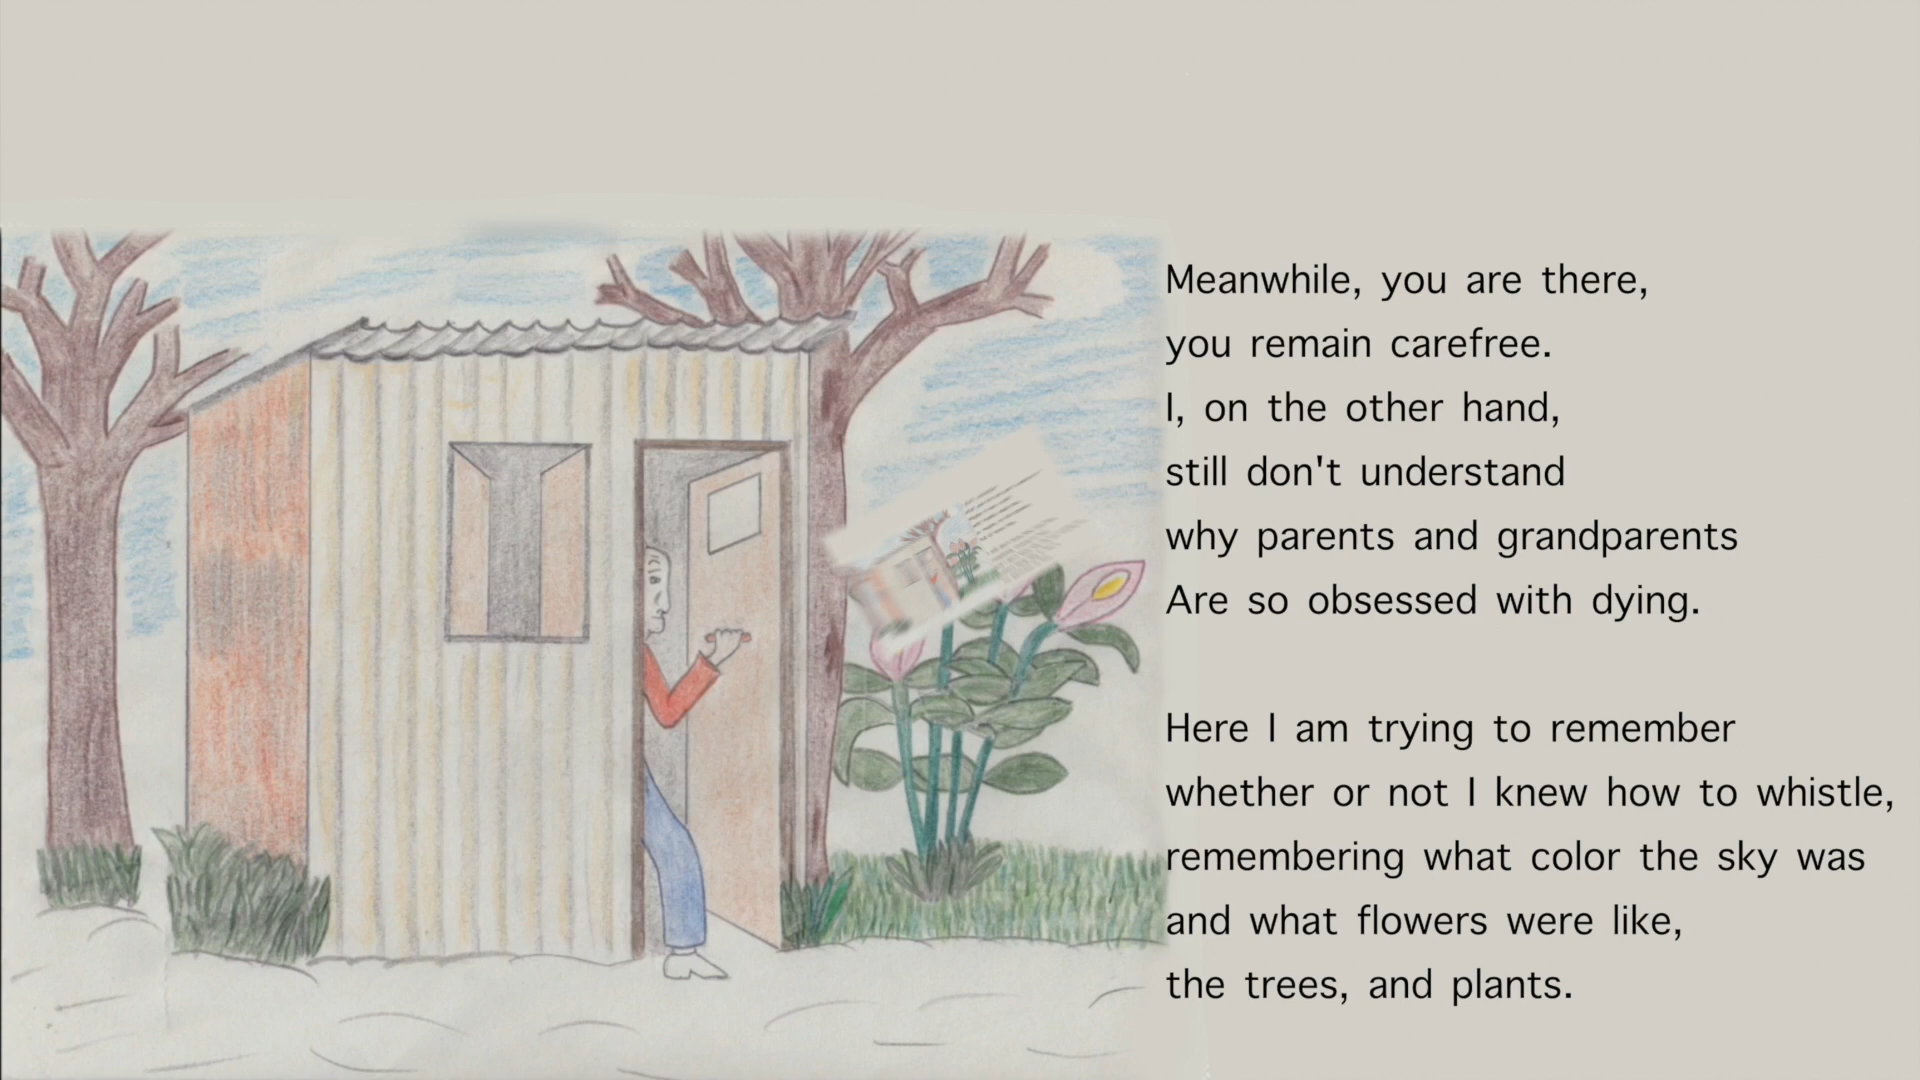 Meanwhile, you are there,
you remain carefree.
I, on the other hand,
still don't understand
why parents and grandparents
Are so obsessed with dying.
Here I am trying to remember
whether or not I knew how to whistle,
remembering what color the sky was
and what flowers were like,
the trees, and plants.